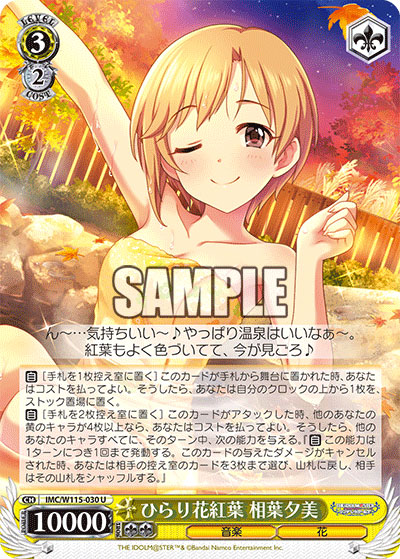 LEVEL
3
2
COST
SAMPLE
ん～…気持ちいい～♪やっぱり温泉はいいなぁ～。
紅葉もよく色づいてて、今が見ごろ♪
自［手札を1枚控え室に置く］このカードが手札から舞台に置かれた時、あなた
はコストを払ってよい。そうしたら、あなたは自分のクロックの上から1枚を、
ストック置場に置く。
自［手札を2枚控え室に置く］このカードがアタックした時、他のあなたの
黄のキャラが4枚以上なら、あなたはコストを払ってよい。そうしたら、他の
あなたのキャラすべてに、そのターン中、次の能力を与える。『自この能力は
1ターンにつき1回まで発動する。このカードの与えたダメージがキャンセル
された時、あなたは相手の控え室のカードを3枚まで選び、山札に戻し、相手
はその山札をシャッフルする。』
CH IMC/W115-030 U
ひらり花紅葉 相葉夕美
10000
音楽 花
THE IDOLM@STER™& ©Bandai Namco Entertainment Inc.